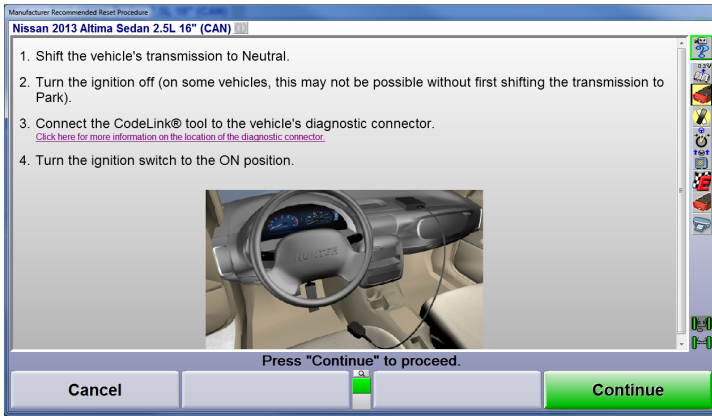 Manufacturer Recommended Reset Procedure
Nissan 2013 Altima Sedan 2.5L 16" (CAN)
1. Shift the vehicle's transmission to Neutral.
2. Turn the ignition off (on some vehicles, this may not be possible without first shifting the transmission to
Park).
3. Connect the CodeLink® tool to the vehicle's diagnostic connector.
Click here for more information on the location of the diagnostic connector.
4. Turn the ignition switch to the ON position.
HUNTER
Press "Continue" to proceed.
Cancel
Continue